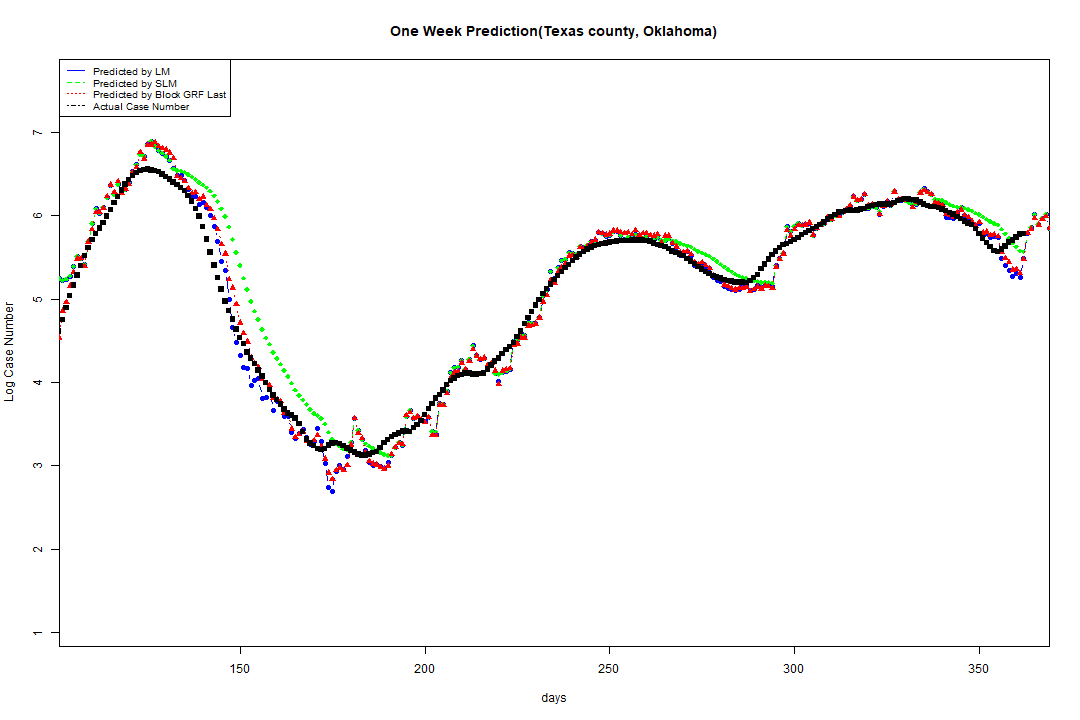 One Week Prediction(Texas county, Oklahoma)
Predicted by LM
Predicted by SLM
Predicted by Block GRF Last
Actual Case Number
7
6
5
4
3
2
1
Log Case Number
150 200 250 300 350
days